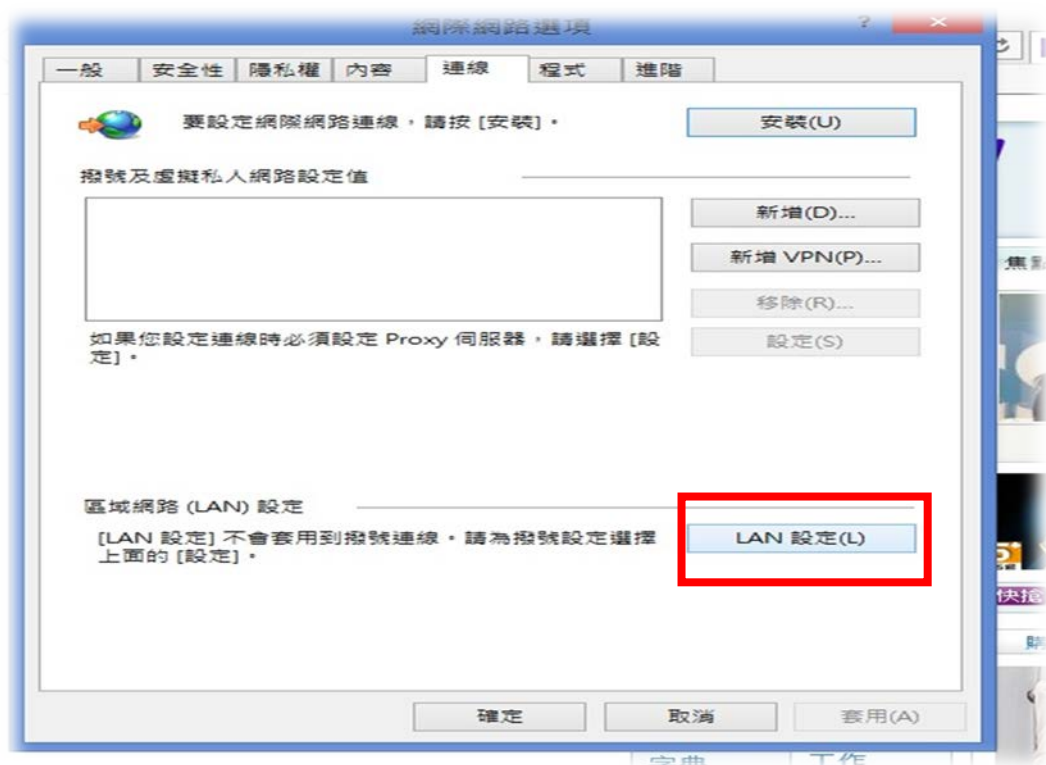 網際網路選項
?
×
一般
安全性
隱私權
內容
連線
程式
進階
要設定網際網路連線，請按 [安裝]。
安裝(U)
撥號及虛擬私人網路設定值
新增(D)...
新增 VPN(P)...
移除(R)...
設定(S)
如果您設定連線時必須設定 Proxy 伺服器，請選擇 [設
定]。
區域網路 (LAN) 設定
[LAN 設定] 不會套用到撥號連線。請為撥號設定選擇
上面的 [設定]。
LAN 設定(L)
確定
取消
套用(A)
快搶
字典
工作